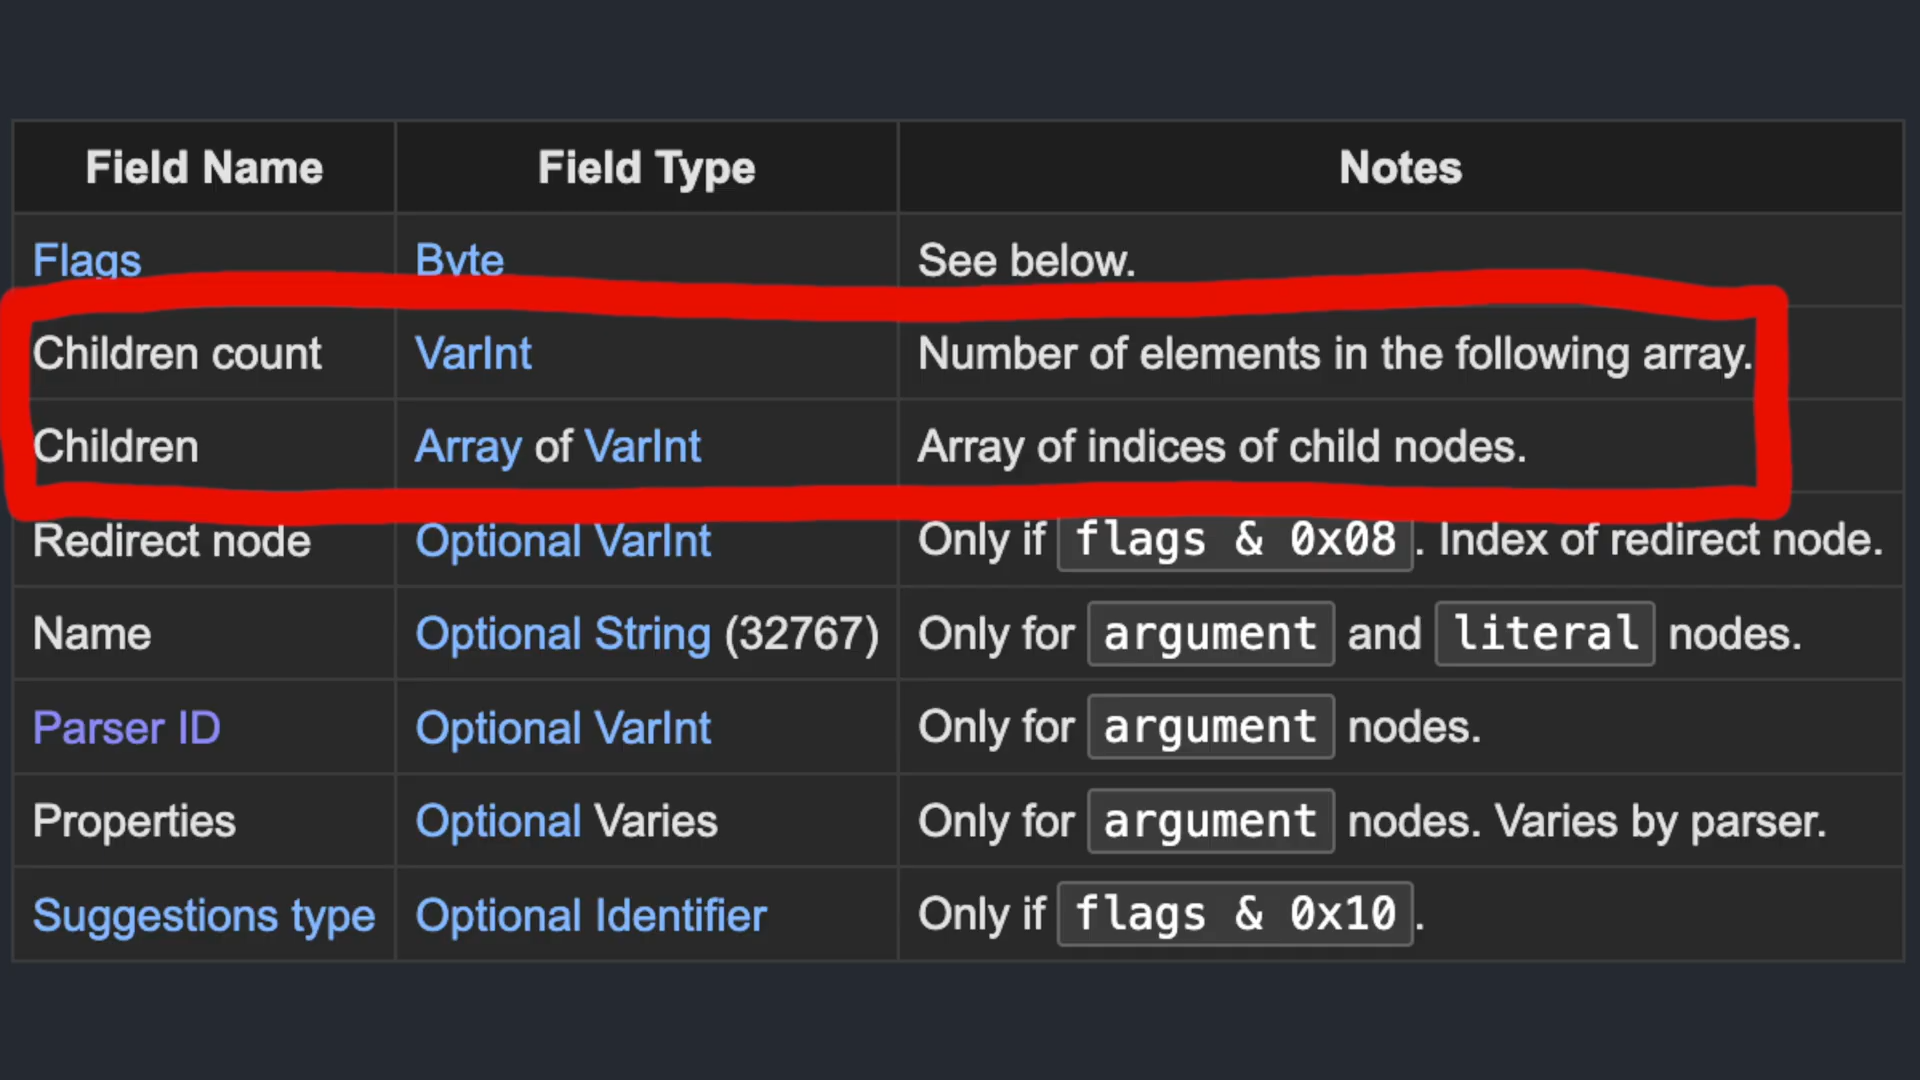 Field Name Field Type Notes
Flags Byte See below.
Children count VarInt Number of elements in the following array.
Children Array of VarInt Array of indices of child nodes.
Redirect node Optional VarInt Only if flags & 0x08. Index of redirect node.
Name Optional String (32767) Only for argument and literal nodes.
Parser ID Optional VarInt Only for argument nodes.
Properties Optional Varies Only for argument nodes. Varies by parser.
Suggestions type Optional Identifier Only if flags & 0x10.